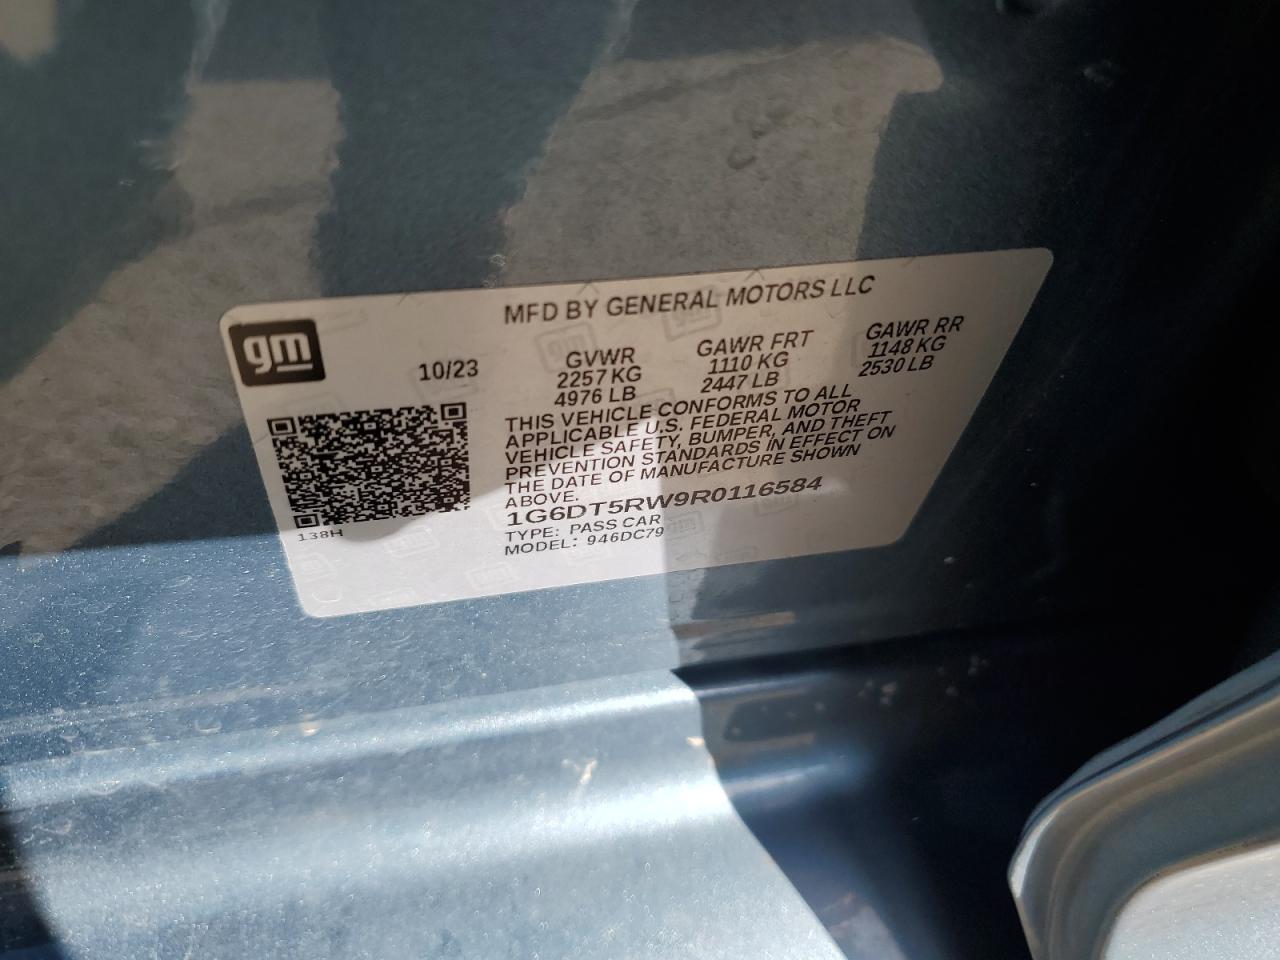 MFD BY GENERAL MOTORS LLC
gm
10/23
GVWR
2257 KG
4976 LB
GAWR FRT
1110 KG
2447 LB
GAWR RR
1148 KG
2530 LB
THIS VEHICLE CONFORMS TO ALL
APPLICABLE U.S. FEDERAL MOTOR
VEHICLE SAFETY, BUMPER, AND THEFT
PREVENTION STANDARDS IN EFFECT ON
THE DATE OF MANUFACTURE SHOWN
ABOVE.
1G6DT5RW9R0116584
TYPE: PASS CAR
MODEL: 946DC79
138H